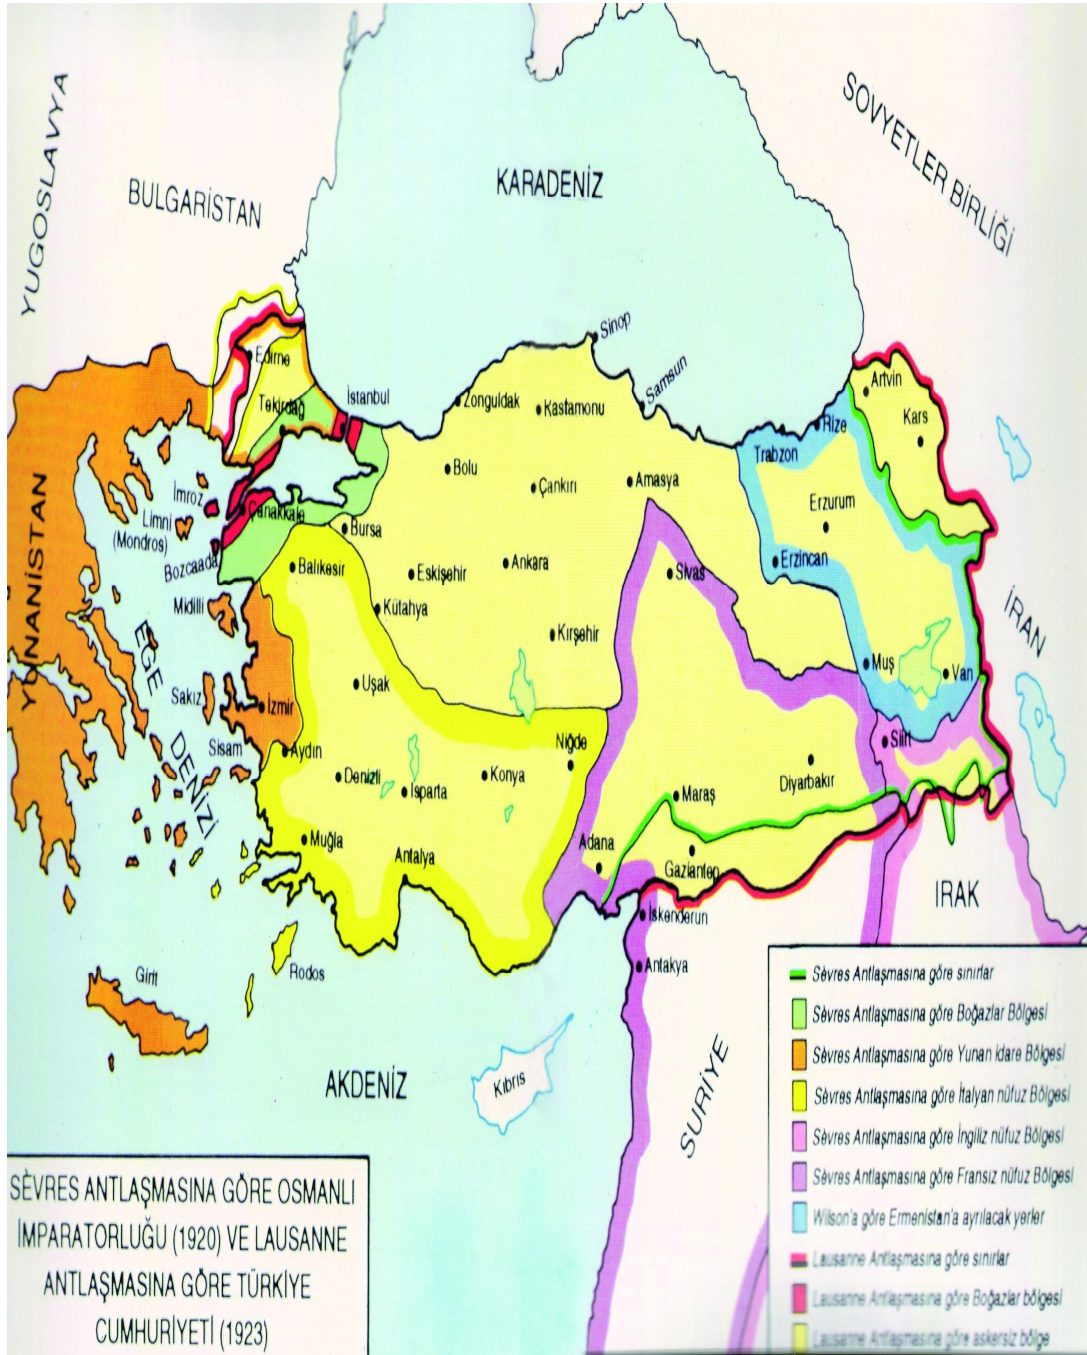 YUGOSLAVYA
BULGARİSTAN
KARADENİZ
SOVYETLER BİRLİĞİ
Sinop
Samsun
Edirne
Tekirdağ
İstanbul
Zonguldak
Kastamonu
Artvin
Kars
Rize
Trabzon
Bolu
Çankırı
Amasya
Erzurum
İmroz
Limni
(Mondros)
Çanakkale
Bozcaada
Bursa
Balıkesir
Eskişehir
Ankara
Sivas
Erzincan
YUNANİSTAN
Midilli
Kütahya
Kırşehir
İRAN
EGE DENİZİ
Muş
Van
Sakız
İzmir
Uşak
Sisam
Aydın
Niğde
Siirt
Denizli
Isparta
Konya
Maraş
Diyarbakır
Muğla
Antalya
Adana
Gaziantep
IRAK
İskenderun
Antakya
Girit
Rodos
AKDENİZ
Kıbrıs
SURİYE
Sèvres Antlaşmasına göre sınırlar
Sèvres Antlaşmasına göre Boğazlar Bölgesi
Sèvres Antlaşmasına göre Yunan idare Bölgesi
Sèvres Antlaşmasına göre İtalyan nüfuz Bölgesi
Sèvres Antlaşmasına göre İngiliz nüfuz Bölgesi
Sèvres Antlaşmasına göre Fransız nüfuz Bölgesi
Wilson'a göre Ermenistan'a ayrılacak yerler
Lausanne Antlaşmasına göre sınırlar
Lausanne Antlaşmasına göre Boğazlar bölgesi
Lausanne Antlaşmasına göre askersiz bölge
SÈVRES ANTLAŞMASINA GÖRE OSMANLI
İMPARATORLUĞU (1920) VE LAUSANNE
ANTLAŞMASINA GÖRE TÜRKİYE
CUMHURİYETİ (1923)